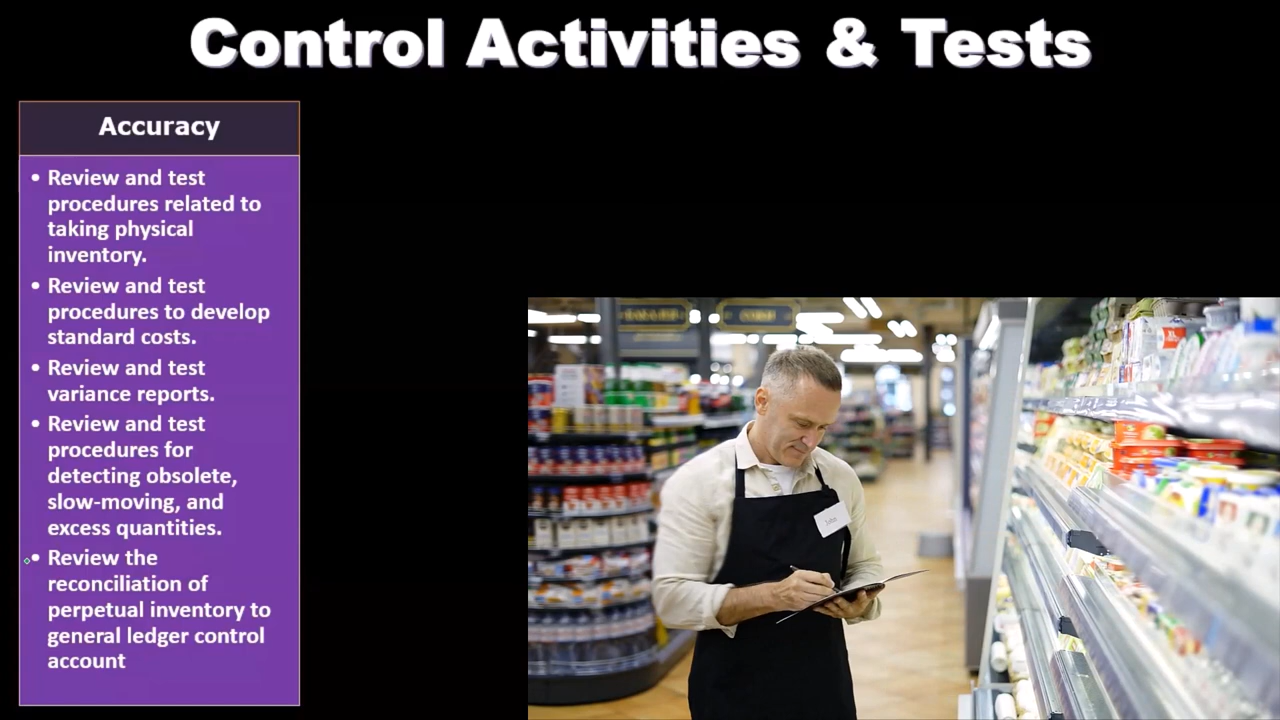 Control Activities & Tests
Accuracy
• Review and test
procedures related to
taking physical
inventory.
• Review and test
procedures to develop
standard costs.
• Review and test
variance reports.
• Review and test
procedures for
detecting obsolete,
slow-moving, and
excess quantities.
• Review the
reconciliation of
perpetual inventory to
general ledger control
account